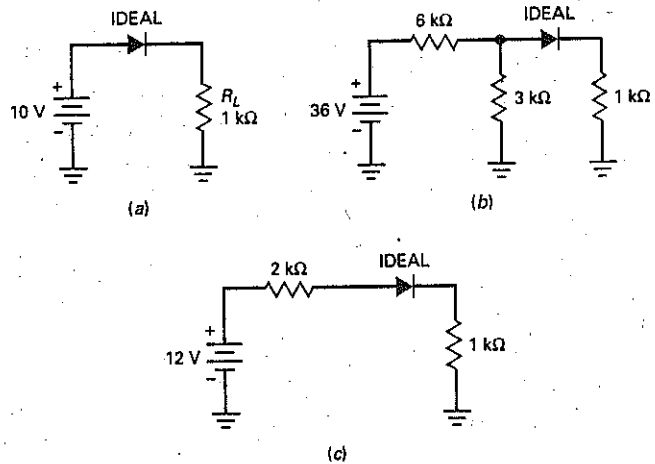 IDEAL
+
10 V
−
R_L
1 kΩ
(a)
6 kΩ
IDEAL
+
36 V
−
3 kΩ
1 kΩ
(b)
2 kΩ
IDEAL
+
12 V
−
1 kΩ
(c)